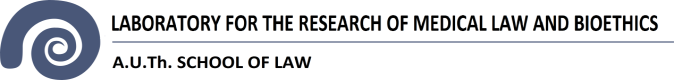 LABORATORY FOR THE RESEARCH OF MEDICAL LAW AND BIOETHICS
A.U.Th. SCHOOL OF LAW